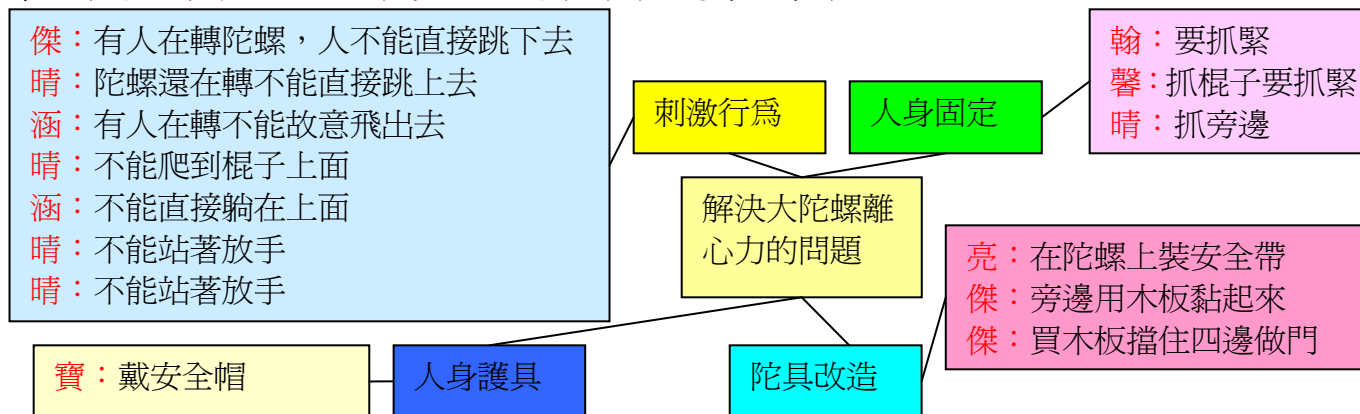 傑：有人在轉陀螺，人不能直接跳下去
晴：陀螺還在轉不能直接跳上去
涵：有人在轉不能故意飛出去
晴：不能爬到棍子上面
涵：不能直接躺在上面
晴：不能站著放手
晴：不能站著放手
刺激行為
人身固定
翰：要抓緊
馨：抓棍子要抓緊
晴：抓旁邊
解決大陀螺離
心力的問題
亮：在陀螺上裝安全帶
傑：旁邊用木板黏起來
傑：買木板擋住四邊做門
寶：戴安全帽
人身護具
陀具改造